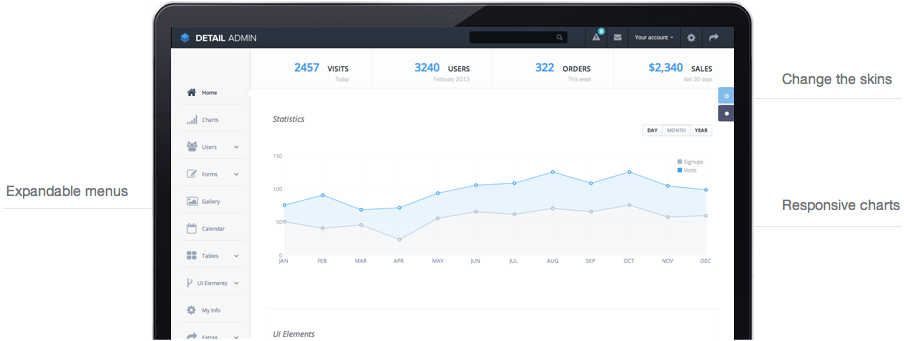 DETAIL ADMIN
8
Your account
2457 VISITS
Today
3240 USERS
February 2013
322 ORDERS
This week
$2,340 SALES
last 30 days
Change the skins
Home
Charts
Users
Forms
Gallery
Calendar
Tables
UI Elements
My Info
Extras
Expandable menus
Statistics
DAY MONTH YEAR
Signups
Visits
150
100
50
0
JAN FEB MAR APR MAY JUN JUL AUG SEP OCT NOV DEC
Responsive charts
UI Elements